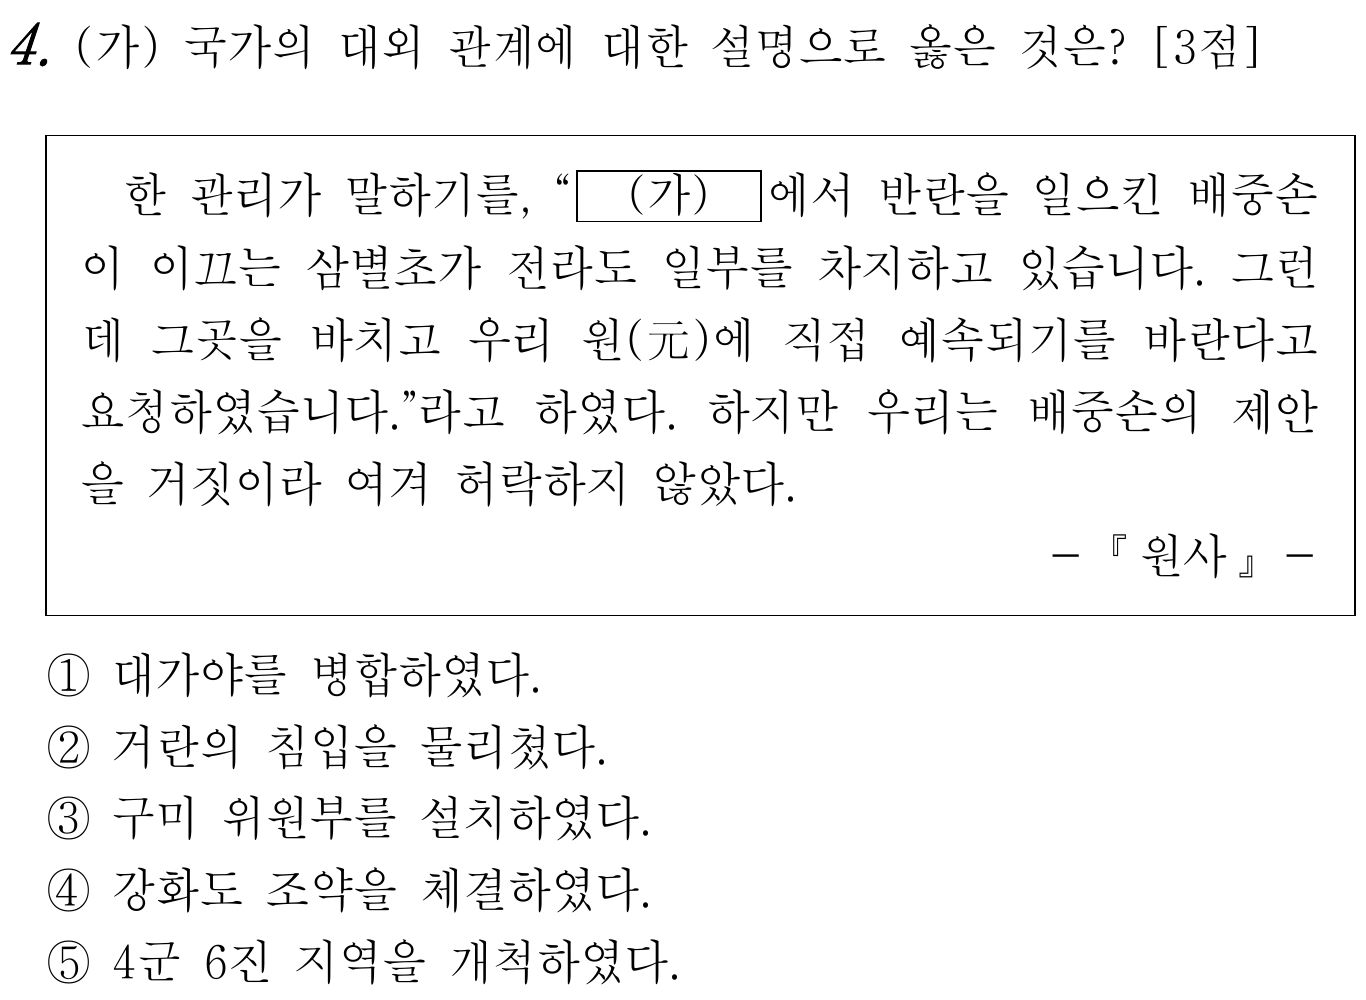 4. (가) 국가의 대외 관계에 대한 설명으로 옳은 것은? [3점]
한 관리가 말하기를, “ (가) 에서 반란을 일으킨 배중손
이 이끄는 삼별초가 전라도 일부를 차지하고 있습니다. 그런
데 그곳을 바치고 우리 원(元)에 직접 예속되기를 바란다고
요청하였습니다.”라고 하였다. 하지만 우리는 배중손의 제안
을 거짓이라 여겨 허락하지 않았다.
- 『원사』 -
① 대가야를 병합하였다.
② 거란의 침입을 물리쳤다.
③ 구미 위원부를 설치하였다.
④ 강화도 조약을 체결하였다.
⑤ 4군 6진 지역을 개척하였다.